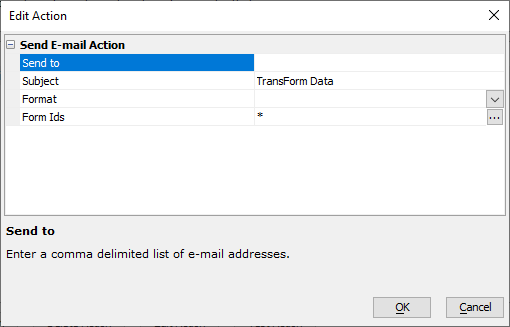 Edit Action
Send E-mail Action
Send to
Subject TransForm Data
Format
Form Ids *
...
Send to
Enter a comma delimited list of e-mail addresses.
OK Cancel